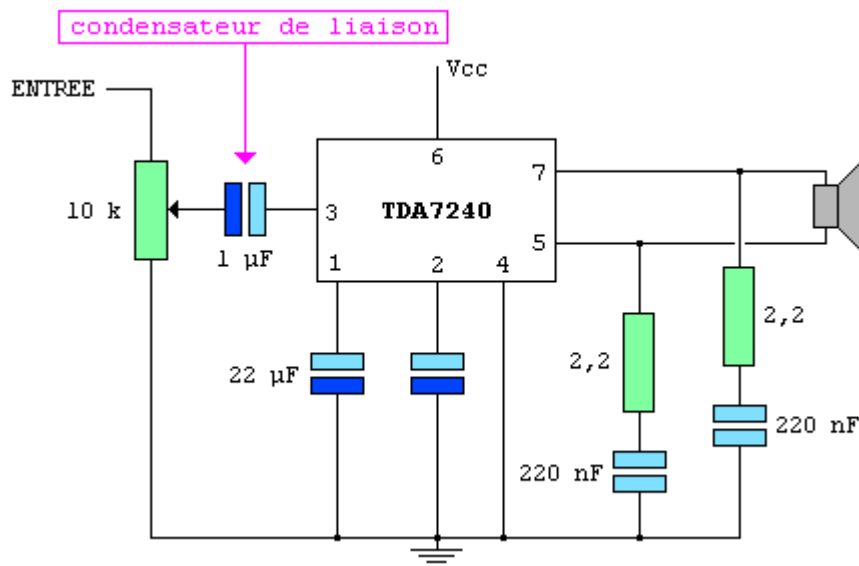 condensateur de liaison
Vcc
ENTREE
6
7
10 k
3
TDA7240
5
1 µF
1
2
4
2,2
22 µF
2,2
220 nF
220 nF